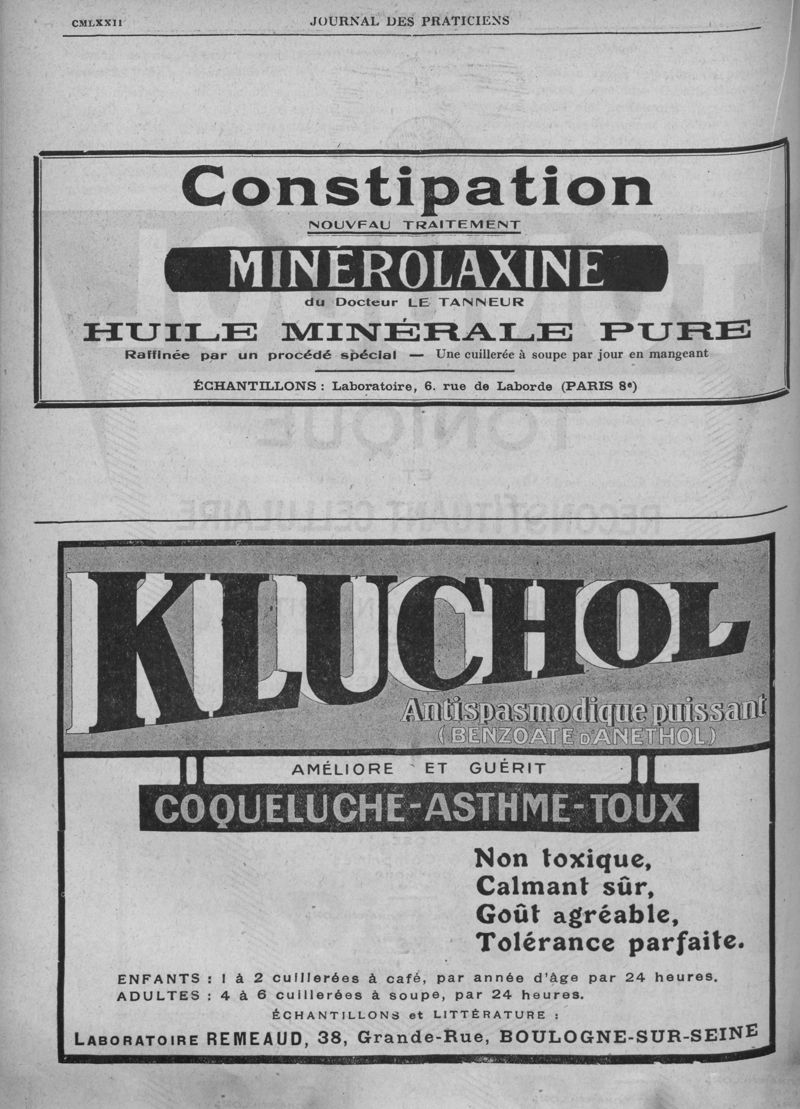 CMLXXII
JOURNAL DES PRATICIENS
Constipation
NOUVEAU TRAITEMENT
MINÉROLAXINE
du Docteur LE TANNEUR
HUILE MINÉRALE PURE
Raffinée par un procédé spécial — Une cuillerée à soupe par jour en mangeant
ÉCHANTILLONS : Laboratoire, 6. rue de Laborde (PARIS 8e)
TONIQUE
ET
RECONSTITUANT CELLULAIRE
KLUCHOL
Antispasmodique puissant
(BENZOATE D'ANETHOL)
AMÉLIORE ET GUÉRIT
COQUELUCHE-ASTHME-TOUX
Non toxique,
Calmant sûr,
Goût agréable,
Tolérance parfaite.
ENFANTS : 1 à 2 cuillerées à café, par année d'âge par 24 heures.
ADULTES : 4 à 6 cuillerées à soupe, par 24 heures.
ÉCHANTILLONS et LITTÉRATURE :
LABORATOIRE REMEAUD, 38, Grande-Rue, BOULOGNE-SUR-SEINE